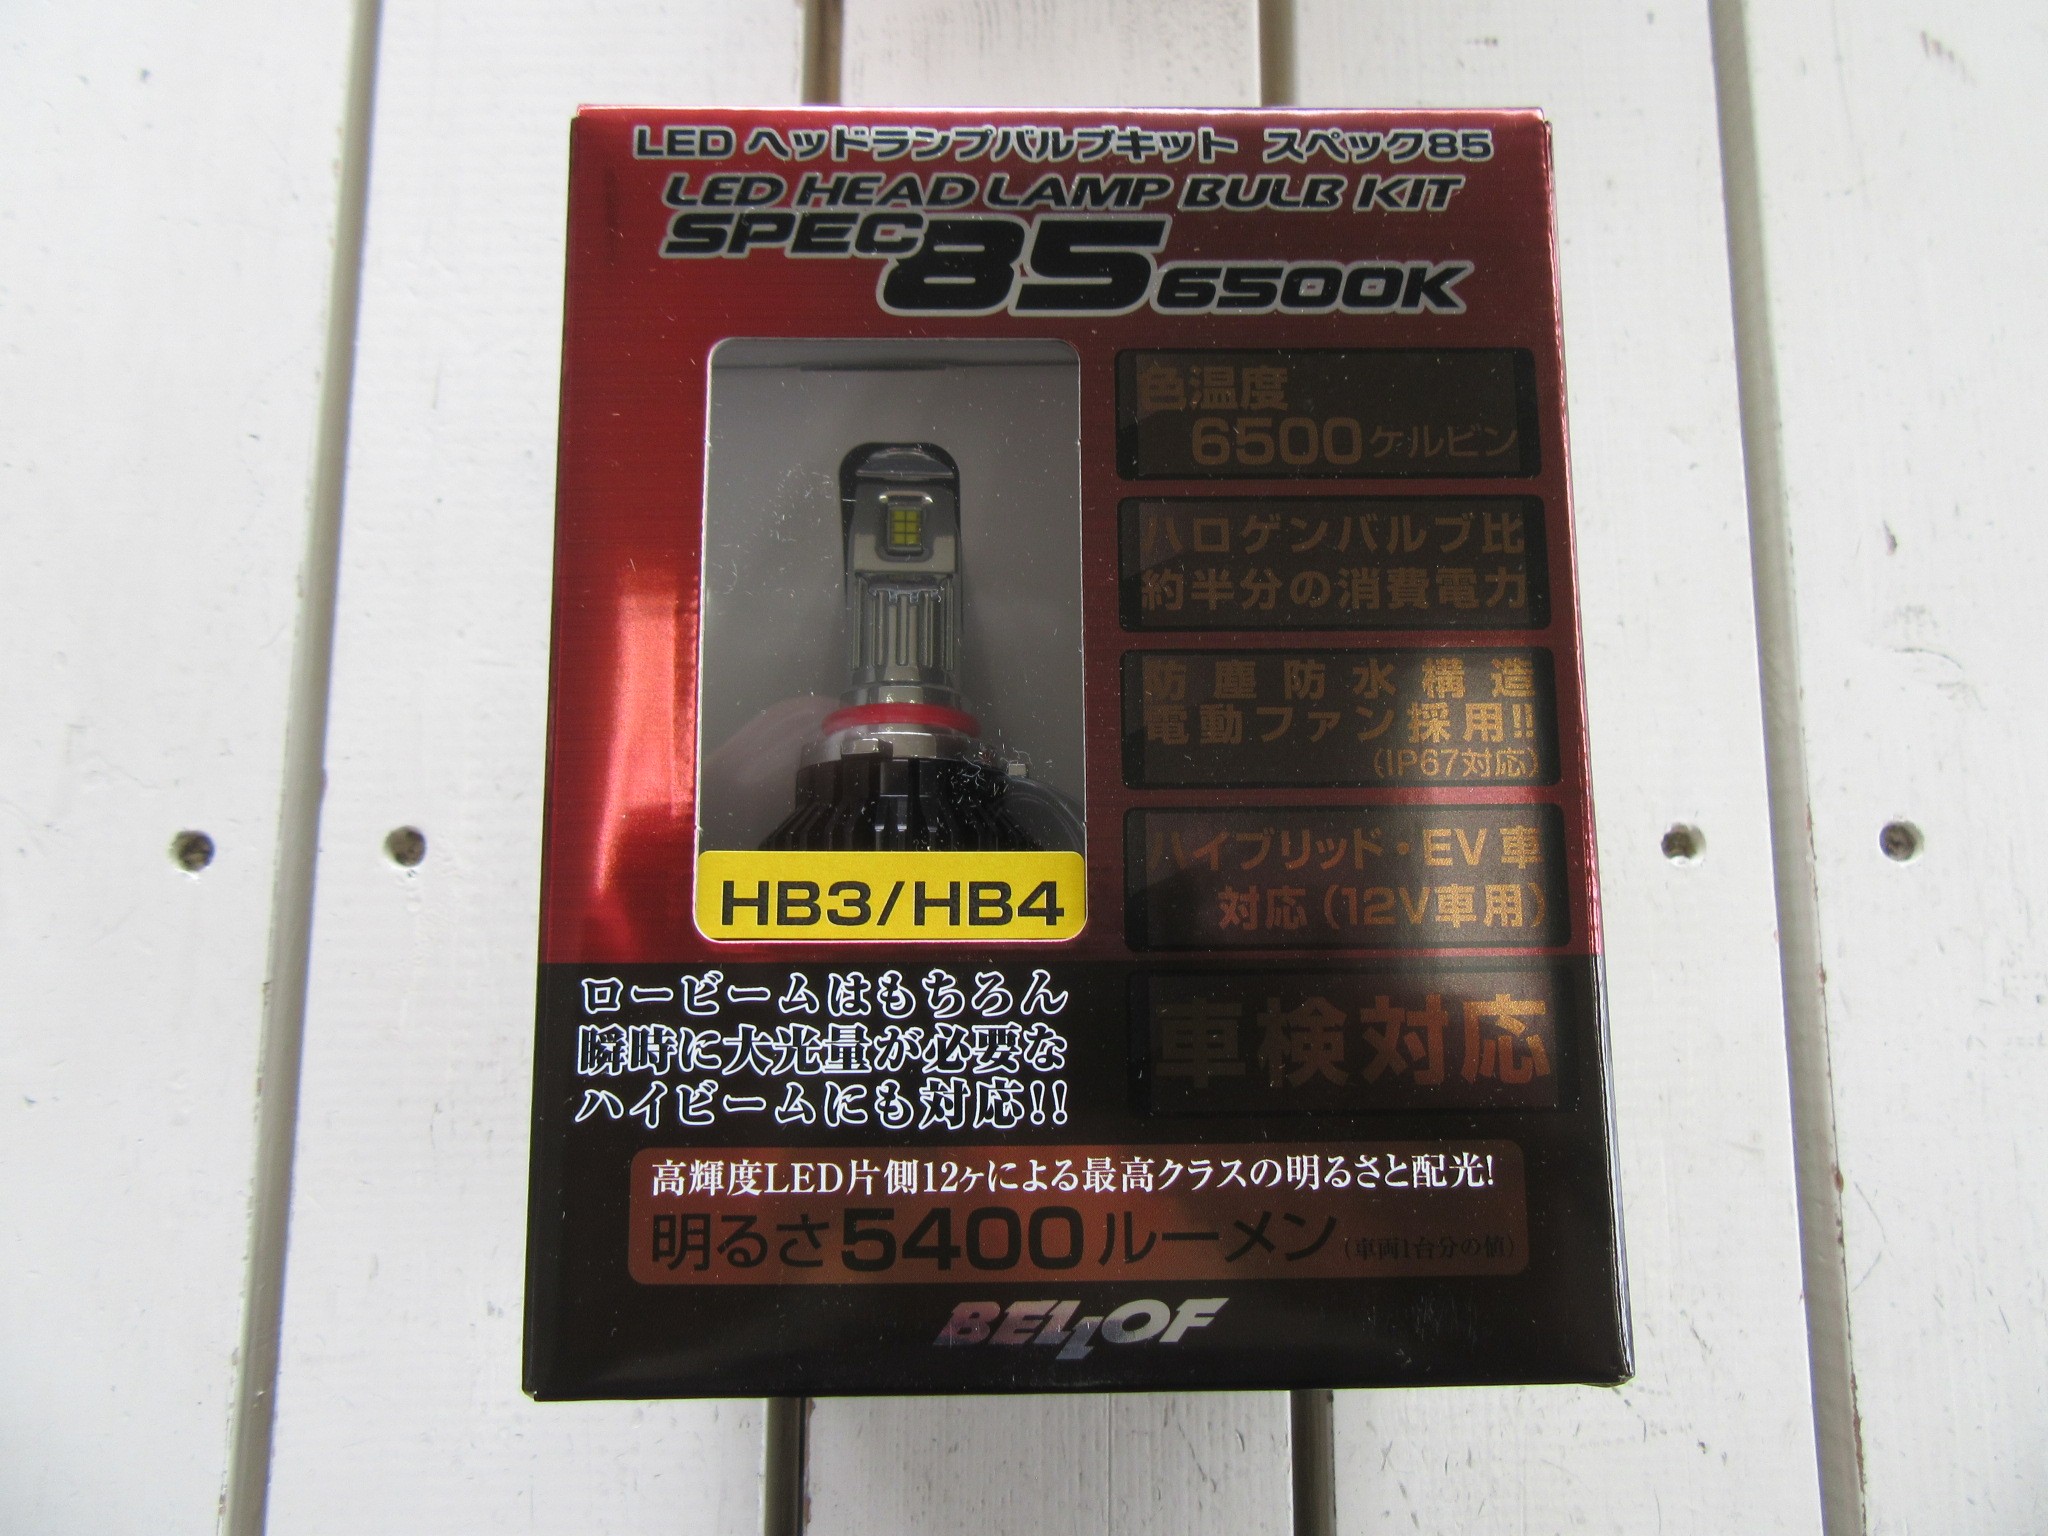 LED ヘッドランプバルブキット スペック85
LED HEAD LAMP BULB KIT
SPEC 85 6500K
色温度
6500ケルビン
ハロゲンバルブ比
約半分の消費電力
防塵防水構造
電動ファン採用!!
(IP67対応)
ハイブリッド・EV車
対応(12V車用)
車検対応
HB3/HB4
ロービームはもちろん
瞬時に大光量が必要な
ハイビームにも対応!!
高輝度LED片側12ヶによる最高クラスの明るさと配光!
明るさ5400ルーメン(車両1台分の値)
BELLOF